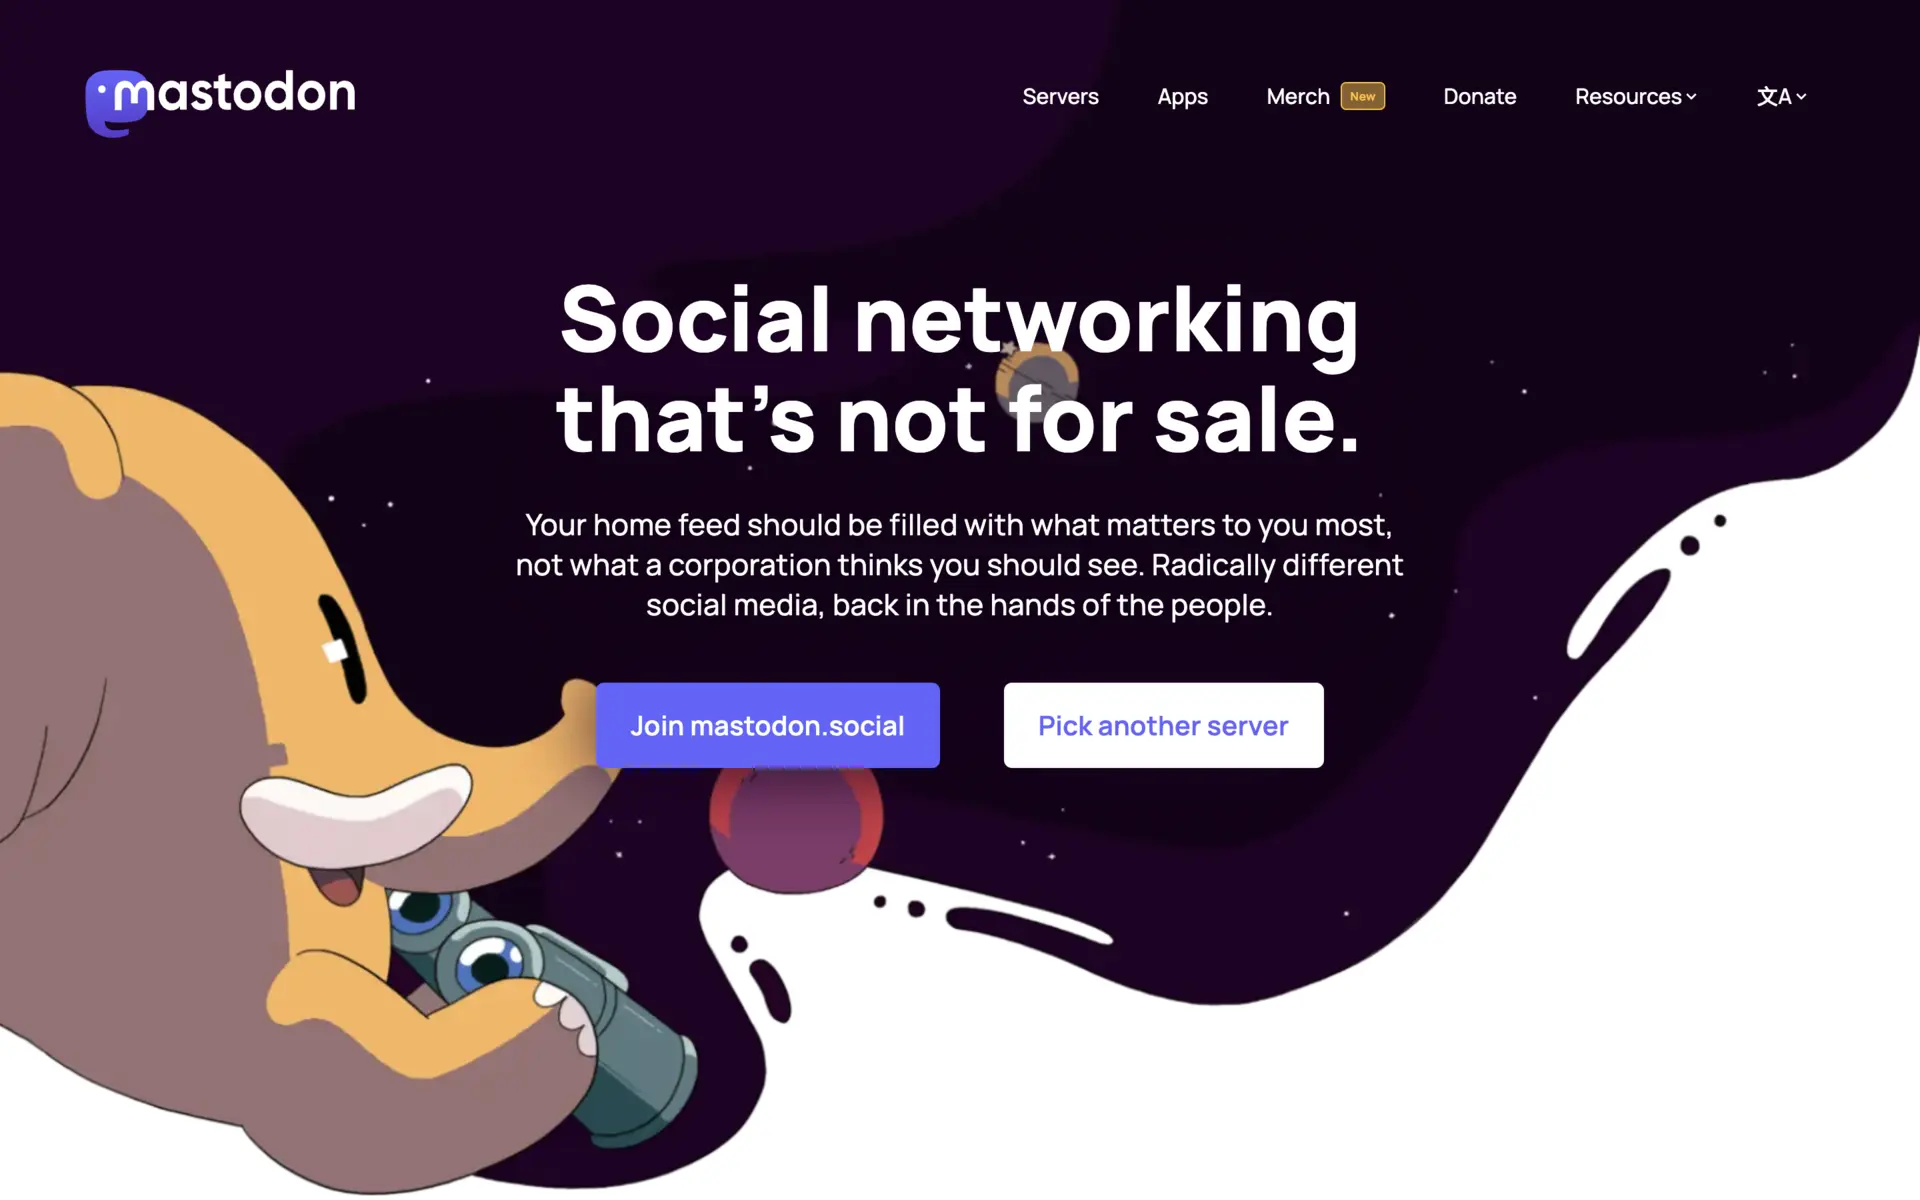 mastodon
Servers
Apps
Merch New
Donate
Resources
文A
Social networking
that’s not for sale.
Your home feed should be filled with what matters to you most,
not what a corporation thinks you should see. Radically different
social media, back in the hands of the people.
Join mastodon.social
Pick another server